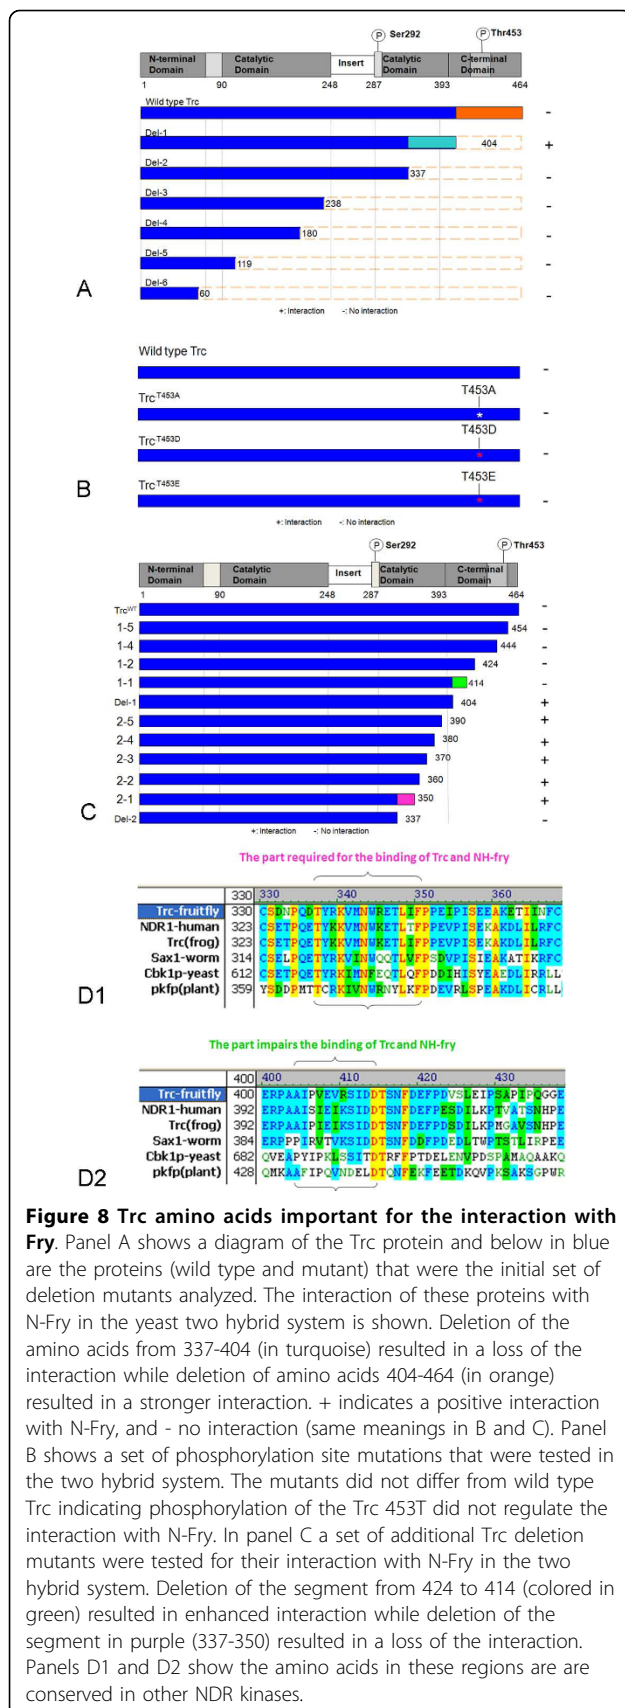 Ser292
Thr453
N-terminal Domain
Catalytic Domain
Insert
Catalytic Domain
C-terminal Domain
1 90 248 287 393 464
Wild type Trc -
Del-1 404 +
Del-2 337 -
Del-3 238 -
Del-4 180 -
Del-5 119 -
Del-6 60 -
A
+: Interaction -: No interaction
Wild type Trc -
T453A
Trc T453A * -
T453D
Trc T453D * -
T453E
Trc T453E * -
B
+: Interaction -: No interaction
P Ser292
P Thr453
N-terminal Domain
Catalytic Domain
Insert
Catalytic Domain
C-terminal Domain
1 90 248 287 393 464
Trc WT -
1-5 454 -
1-4 444 -
1-2 424 -
1-1 414 -
Del-1 404 +
2-5 390 +
2-4 380 +
2-3 370 +
2-2 360 +
2-1 350 +
Del-2 337 -
C
+: Interaction -: No interaction
The part required for the binding of Trc and NH-fry
330 330 340 350 360
Trc-fruitfly 330 CSDNPQDTYRKVMNWRETLIFPPEIPISEEAKETIINFC
NDR1-human 323 CSETPQETYKKVMNWKETLTFPPEVPISEKAKDLILRFC
Trc(frog) 323 CSETPQETYRKVMNWKETLIFPPEVPISEKAKDLILRFC
Sax1-worm 314 CSELPQETYRKVINWQQTLVFPSDVPISIEAKATIKRFC
Cbk1p-yeast 612 CSETPQETYRKIMNFEQTLQFPDDIHISYEAEDLIRRLL
pkfp(plant) 359 YSDDPMTTCRKIVNWRNYLKFPDEVRLSPEAKDLICRLL
D1
The part impairs the binding of Trc and NH-fry
400 400 410 420 430
Trc-fruitfly 400 ERPAAIPVEVRSIDDTSNFDEFPDVSLEIPSAPIPQGGE
NDR1-human 392 ERPAAISIEIKSIDDTSNFDEFPESDILKPTVATSNHPE
Trc(frog) 392 ERPAAIPIEIKSIDDTSNFDEFPDSDILKPMGAVSNHPE
Sax1-worm 384 ERPPPIRVTVKSIDDTSNFDDFPDEDLTWPTSTLIRPEE
Cbk1p-yeast 682 QVEAPYIPKLSSITDTRFFPTDELENVPDSPAMAQAAKQ
pkfp(plant) 428 QMKAAFIPQVNDELDTQNFEKFEETDKQVPKSAKSGPWR
D2
Figure 8 Trc amino acids important for the interaction with
Fry. Panel A shows a diagram of the Trc protein and below in blue
are the proteins (wild type and mutant) that were the initial set of
deletion mutants analyzed. The interaction of these proteins with
N-Fry in the yeast two hybrid system is shown. Deletion of the
amino acids from 337-404 (in turquoise) resulted in a loss of the
interaction while deletion of amino acids 404-464 (in orange)
resulted in a stronger interaction. + indicates a positive interaction
with N-Fry, and - no interaction (same meanings in B and C). Panel
B shows a set of phosphorylation site mutations that were tested in
the two hybrid system. The mutants did not differ from wild type
Trc indicating phosphorylation of the Trc 453T did not regulate the
interaction with N-Fry. In panel C a set of additional Trc deletion
mutants were tested for their interaction with N-Fry in the two
hybrid system. Deletion of the segment from 424 to 414 (colored in
green) resulted in enhanced interaction while deletion of the
segment in purple (337-350) resulted in a loss of the interaction.
Panels D1 and D2 show the amino acids in these regions are are
conserved in other NDR kinases.